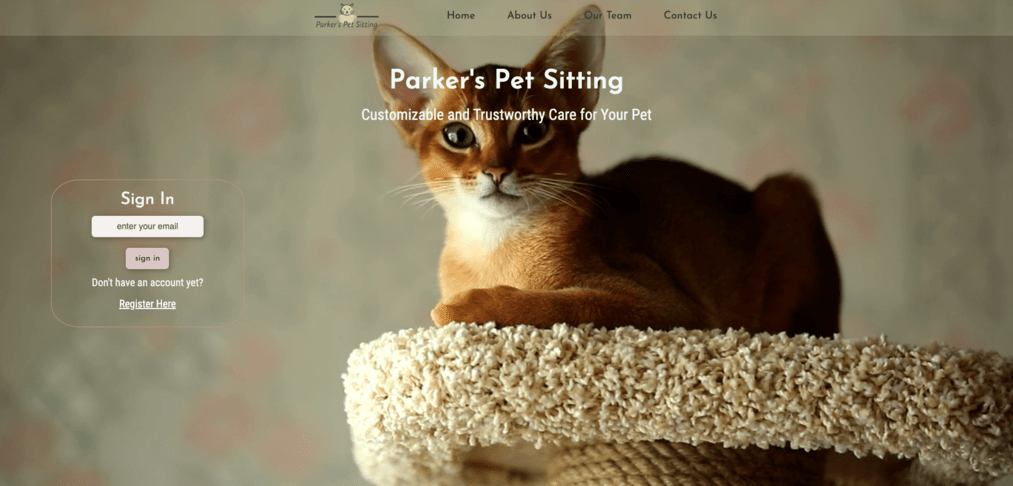 Parker's Pet Sitting
Home About Us Our Team Contact Us
Parker's Pet Sitting
Customizable and Trustworthy Care for Your Pet
Sign In
enter your email
sign in
Don't have an account yet?
Register Here